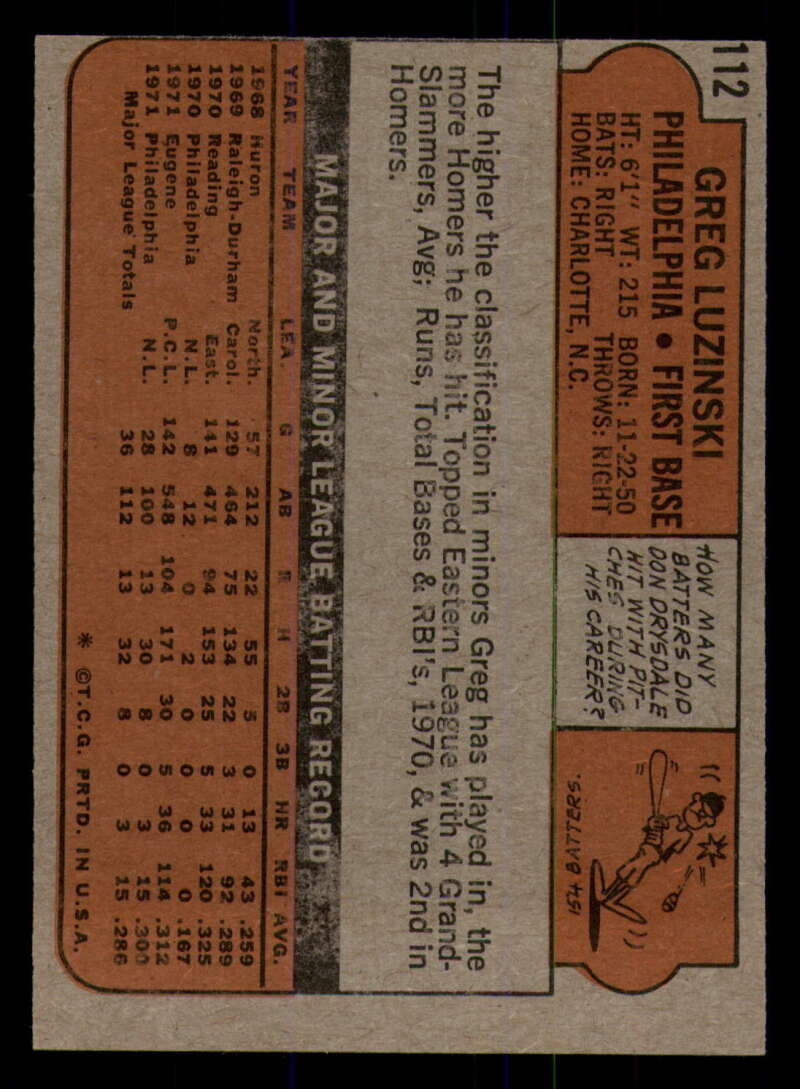 112
GREG LUZINSKI
PHILADELPHIA • FIRST BASE
HT: 6'1" WT: 215 BORN: 11-22-50
BATS: RIGHT THROWS: RIGHT
HOME: CHARLOTTE, N.C.
HOW MANY
BATTERS DID
DON DRYSDALE
HIT WITH PIT-
CHES DURING
HIS CAREER?
154 BATTERS.
The higher the classification in minors Greg has played in, the
more Homers he has hit. Topped Eastern League with 4 Grand-
Slammers, Avg; Runs, Total Bases & RBI's, 1970, & was 2nd in
Homers.
MAJOR AND MINOR LEAGUE BATTING RECORD
YEAR TEAM LEA. G AB R H 2B 3B HR RBI AVG.
1968 Huron North. 57 212 22 55 5 0 13 43 .259
1969 Raleigh-Durham Carol. 129 464 75 134 22 3 31 92 .289
1970 Reading East. 141 471 94 153 25 5 33 120 .325
1970 Philadelphia N.L. 8 12 0 2 0 0 0 0 .167
1971 Eugene P.C.L. 142 548 104 171 30 5 36 114 .312
1971 Philadelphia N.L. 28 100 13 30 8 0 3 15 .300
Major League Totals 36 112 13 32 8 0 3 15 .286
* ©T.C.G. PRTD. IN U.S.A.